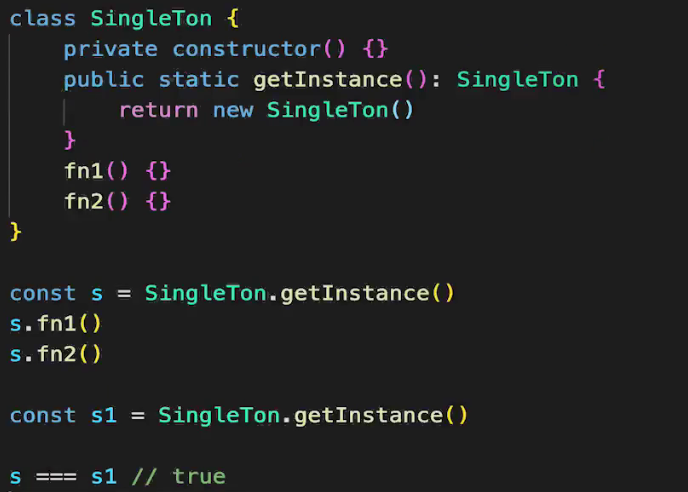 class SingleTon {
    private constructor() {}
    public static getInstance(): SingleTon {
        return new SingleTon()
    }
    fn1() {}
    fn2() {}
}

const s = SingleTon.getInstance()
s.fn1()
s.fn2()

const s1 = SingleTon.getInstance()

s === s1 // true